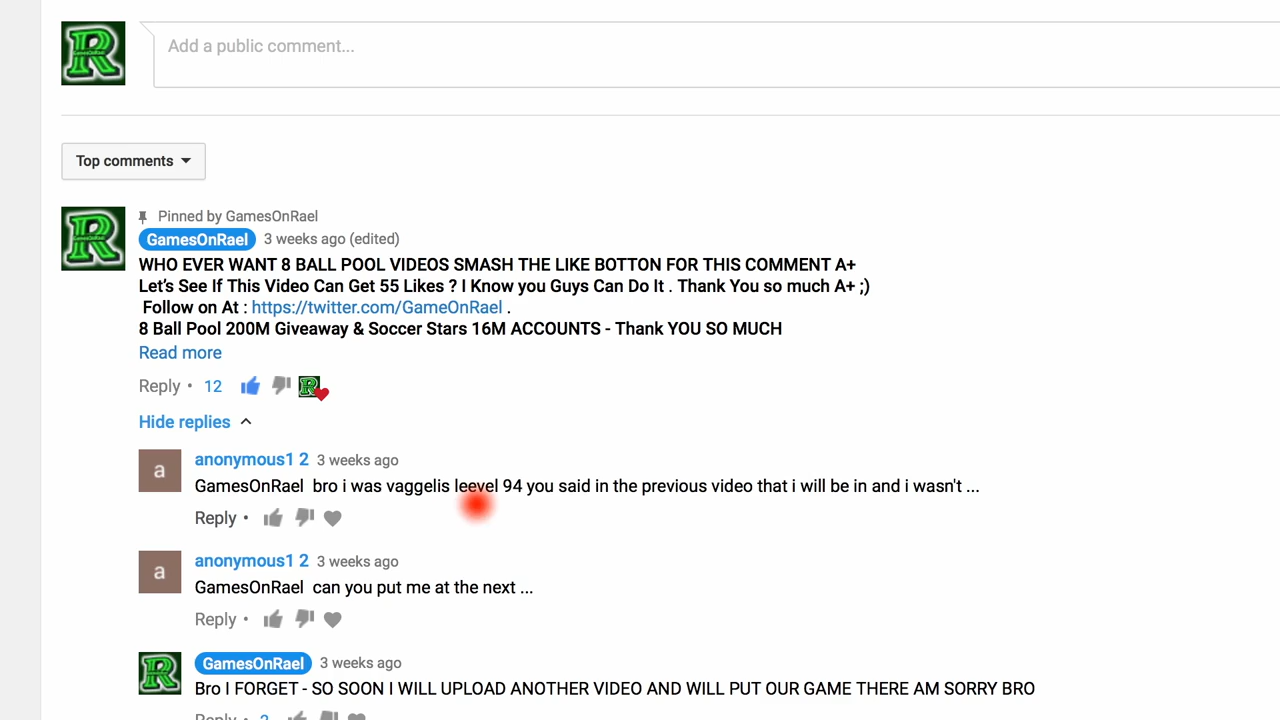 Add a public comment...
Top comments
Pinned by GamesOnRael
GamesOnRael 3 weeks ago (edited)
WHO EVER WANT 8 BALL POOL VIDEOS SMASH THE LIKE BOTTON FOR THIS COMMENT A+
Let's See If This Video Can Get 55 Likes ? I Know you Guys Can Do It . Thank You so much A+ ;)
Follow on At : https://twitter.com/GameOnRael .
8 Ball Pool 200M Giveaway & Soccer Stars 16M ACCOUNTS - Thank YOU SO MUCH
Read more
Reply • 12
Hide replies
a
anonymous1 2 3 weeks ago
GamesOnRael bro i was vaggelis leevel 94 you said in the previous video that i will be in and i wasn't ...
Reply •
a
anonymous1 2 3 weeks ago
GamesOnRael can you put me at the next ...
Reply •
GamesOnRael 3 weeks ago
Bro I FORGET - SO SOON I WILL UPLOAD ANOTHER VIDEO AND WILL PUT OUR GAME THERE AM SORRY BRO
Reply • 2